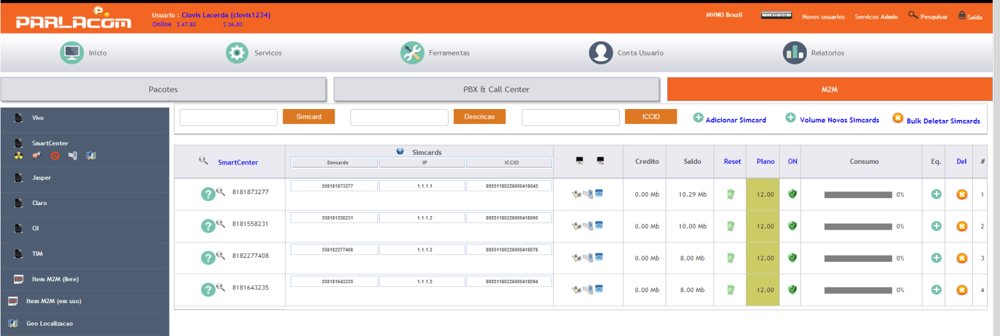 PARLACOM
Usuario : Clovis Lacerda (clovis1234)
Online $ 47.80 $ 36.80
MVNO Brazil NOVO CADASTRO Novos usuarios Servicos Admin Pesquisar Saida
Inicio Servicos Ferramentas Conta Usuario Relatorios
Pacotes PBX & Call Center M2M
Vivo
SmartCenter
Jasper
Claro
OI
TIM
Item M2M (livre)
Item M2M (em uso)
Geo Localizacao
Simcard Descricao ICCID Adicionar Simcard Volume Novos Simcards Bulk Deletar Simcards
SmartCenter Simcards Credito Saldo Reset Plano ON Consumo Eq. Del #
Simcards IP ICCID
8181873277 558181873277 1.1.1.1 89551180226000418045 0.00 Mb 10.29 Mb 12.00 0% 1
8181558231 558181558231 1.1.1.2 89551180226000418060 0.00 Mb 10.00 Mb 12.00 0% 2
8182277408 558182277408 1.1.1.3 89551180226000418078 0.00 Mb 8.00 Mb 12.00 0% 3
8181643235 558181643235 1.1.1.5 89551180226000418094 0.00 Mb 8.00 Mb 12.00 0% 4